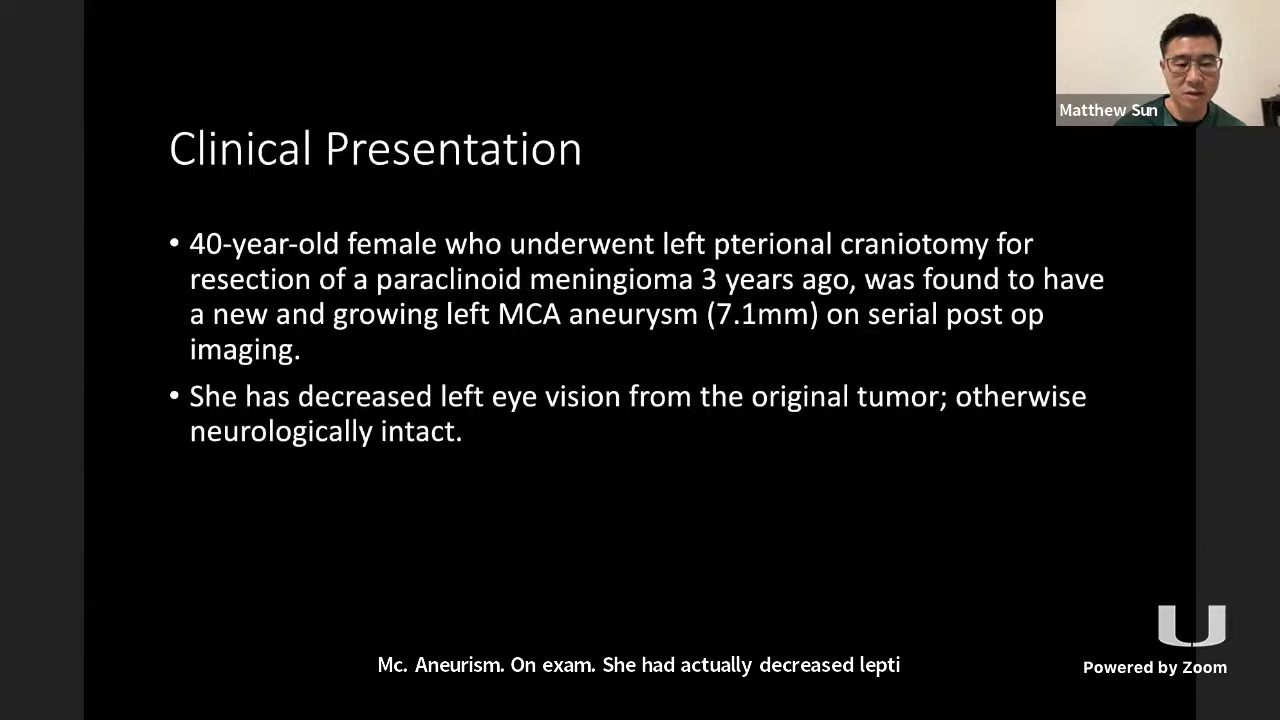 Matthew Sun
Clinical Presentation
• 40-year-old female who underwent left pterional craniotomy for
resection of a paraclinoid meningioma 3 years ago, was found to have
a new and growing left MCA aneurysm (7.1mm) on serial post op
imaging.
• She has decreased left eye vision from the original tumor; otherwise
neurologically intact.
U
Mc. Aneurism. On exam. She had actually decreased lepti
Powered by Zoom